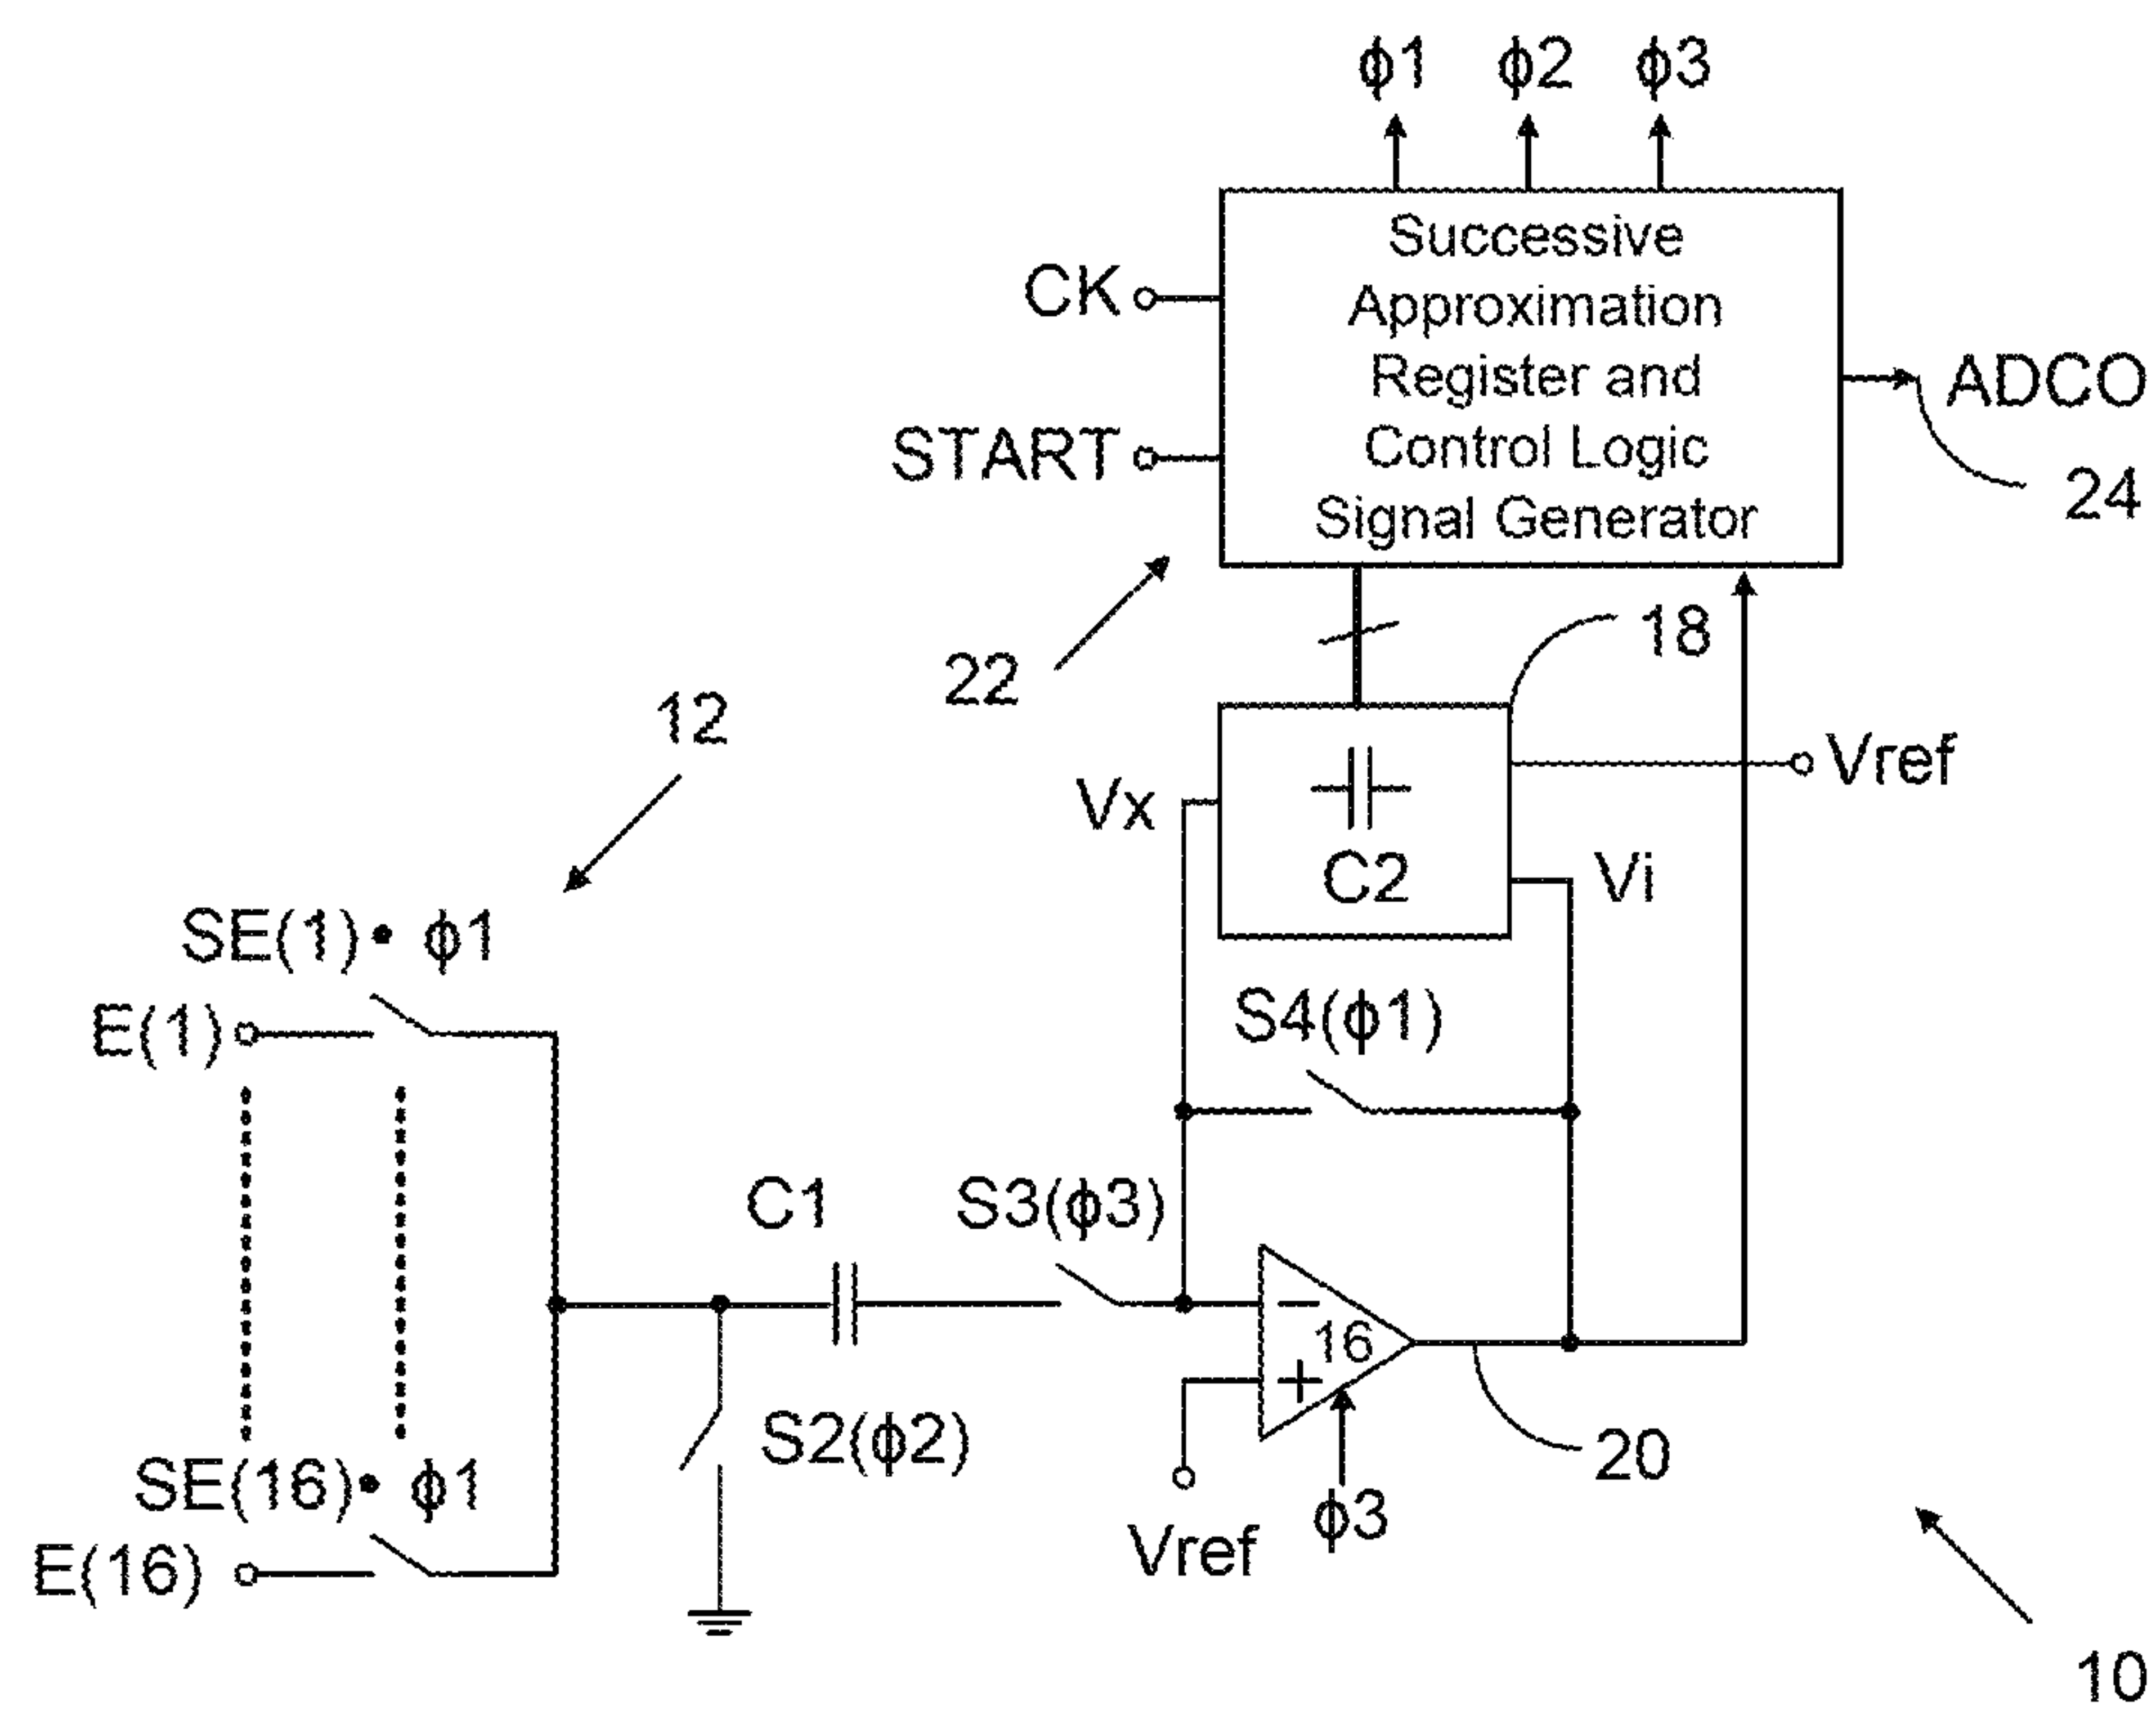 ϕ1 ϕ2 ϕ3
Successive
Approximation
Register and
Control Logic
Signal Generator
CK
START
ADCO
24
22
18
12
Vx
C2
Vref
Vi
SE(1)• ϕ1
E(1)
S4(ϕ1)
C1
S3(ϕ3)
16
S2(ϕ2)
SE(16)• ϕ1
E(16)
Vref
ϕ3
20
10